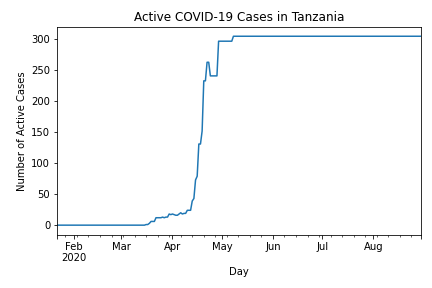 Active COVID-19 Cases in Tanzania
300
250
200
150
100
50
0
Number of Active Cases
Feb Mar Apr May Jun Jul Aug
2020
Day